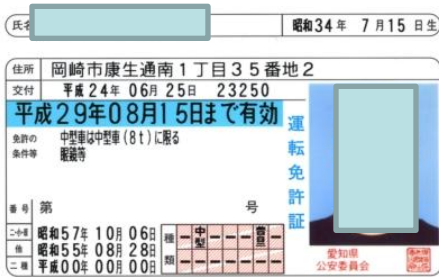 氏名 昭和34年 7月15日生
住所 岡崎市康生通南1丁目35番地2
交付 平成24年06月25日 23250
平成29年08月15日まで有効
免許の条件等 中型車は中型車(8t)に限る
眼鏡等
運転免許証
番号 第 号
二・小・原 昭和57年10月06日
他 昭和55年08月28日
二種 平成00年00月00日
種類 中型 普自二
愛知県
公安委員会